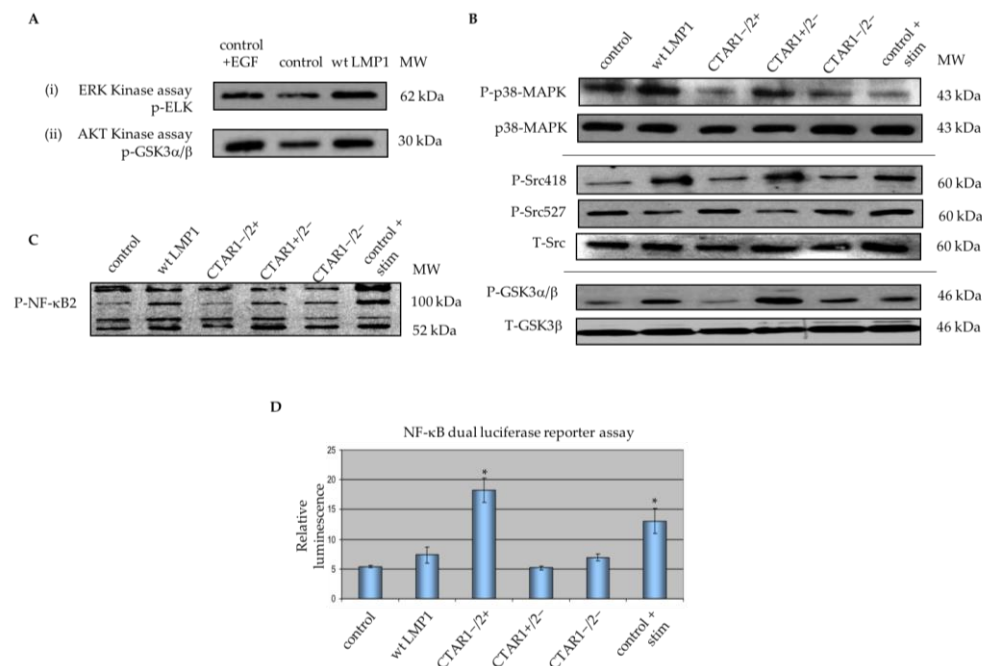 A
control
+EGF control wt LMP1 MW
(i) ERK Kinase assay
p-ELK
62 kDa
(ii) AKT Kinase assay
p-GSK3α/β
30 kDa
B
control
wt LMP1
CTAR1−/2+
CTAR1+/2−
CTAR1−/2−
control +
stim
MW
P-p38-MAPK
43 kDa
p38-MAPK
43 kDa
P-Src418
60 kDa
P-Src527
60 kDa
T-Src
60 kDa
P-GSK3α/β
46 kDa
T-GSK3β
46 kDa
C
control
wt LMP1
CTAR1−/2+
CTAR1+/2−
CTAR1−/2−
control +
stim
MW
P-NF-κB2
100 kDa
52 kDa
D
NF-κB dual luciferase reporter assay
Relative
luminescence
25
20
15
10
5
0
*
*
control
wt LMP1
CTAR1−/2+
CTAR1+/2−
CTAR1−/2−
control +
stim